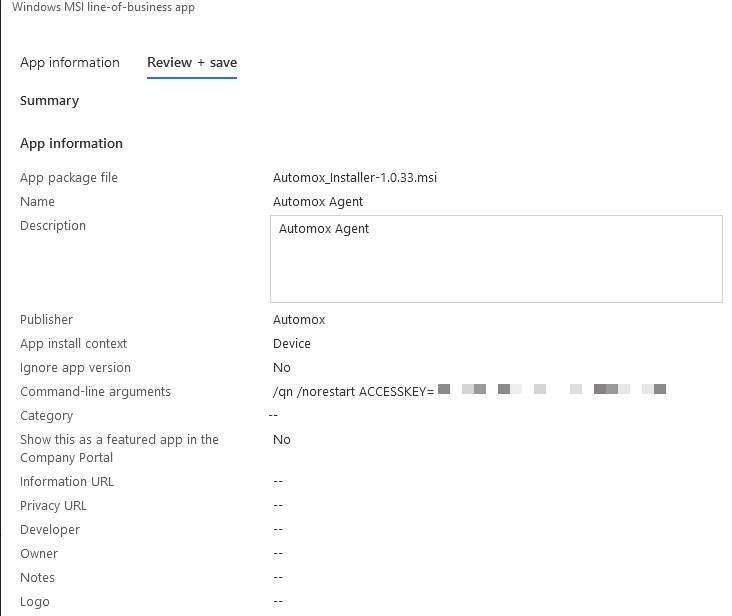 Windows MSI line-of-business app
App information
Review + save
Summary
App information
App package file
Automox_Installer-1.0.33.msi
Name
Automox Agent
Description
Automox Agent
Publisher
Automox
App install context
Device
Ignore app version
No
Command-line arguments
/qn /norestart ACCESSKEY=
Category
--
Show this as a featured app in the
Company Portal
No
Information URL
--
Privacy URL
--
Developer
--
Owner
--
Notes
--
Logo
--